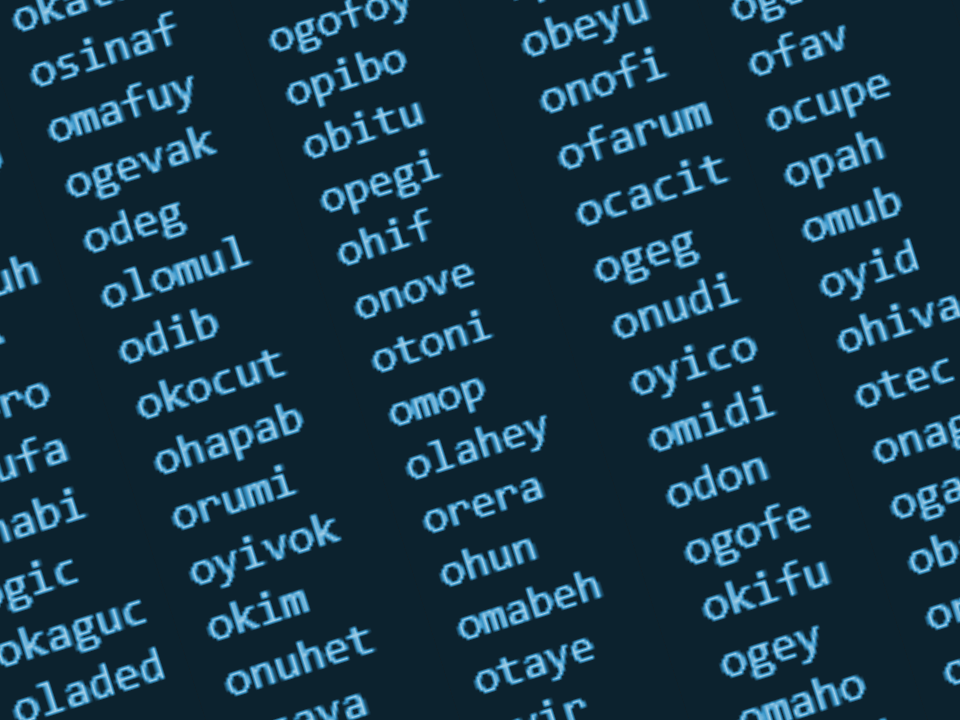 okaguc
oladed
osinaf
omafuy
ogevak
odeg
olomul
odib
okocut
ohapab
orumi
oyivok
okim
onuhet
ogofoy
opibo
obitu
opegi
ohif
onove
otoni
omop
olahey
orera
ohun
omabeh
otaye
obeyu
onofi
ofarum
ocacit
ogeg
onudi
oyico
omidi
odon
ogofe
okifu
ogey
omaho
ofav
ocupe
opah
omub
oyid
otec